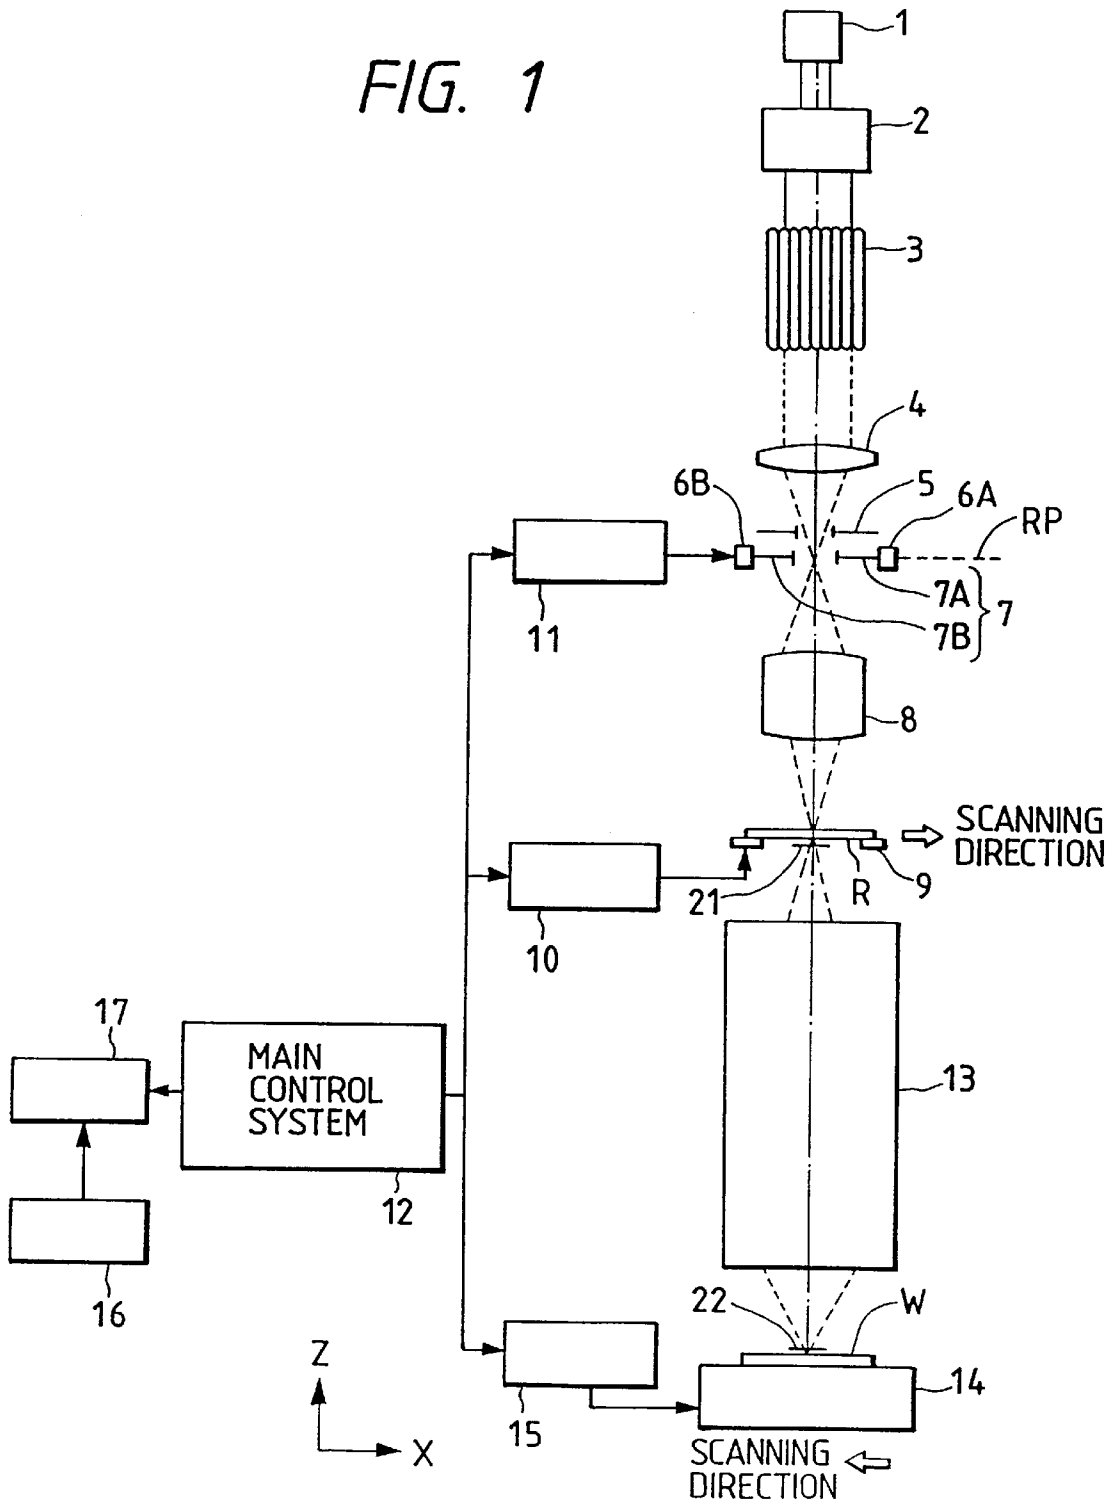 FIG. 1
1
2
3
4
6B
5
6A
RP
7A
7
7B
11
8
SCANNING
DIRECTION
21
R
9
10
17
MAIN
CONTROL
SYSTEM
13
12
16
22
W
Z
15
14
X
SCANNING
DIRECTION